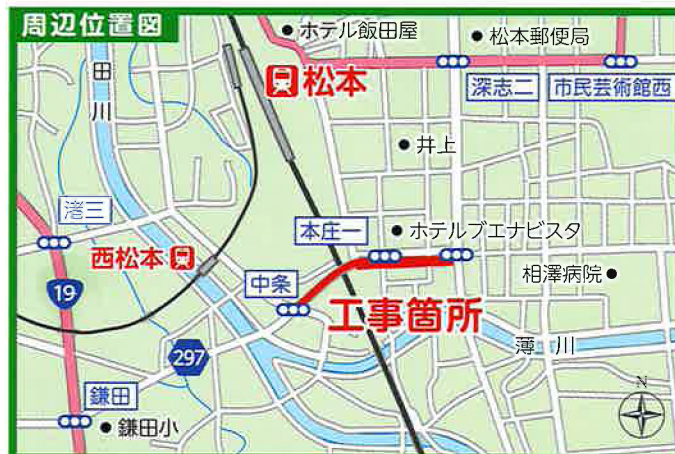 周辺位置図
ホテル飯田屋
松本郵便局
田川
松本
深志二
市民芸術館西
井上
渚三
本庄一
ホテルブエナビスタ
西松本
中条
相澤病院
19
工事箇所
薄川
297
鎌田
鎌田小
N